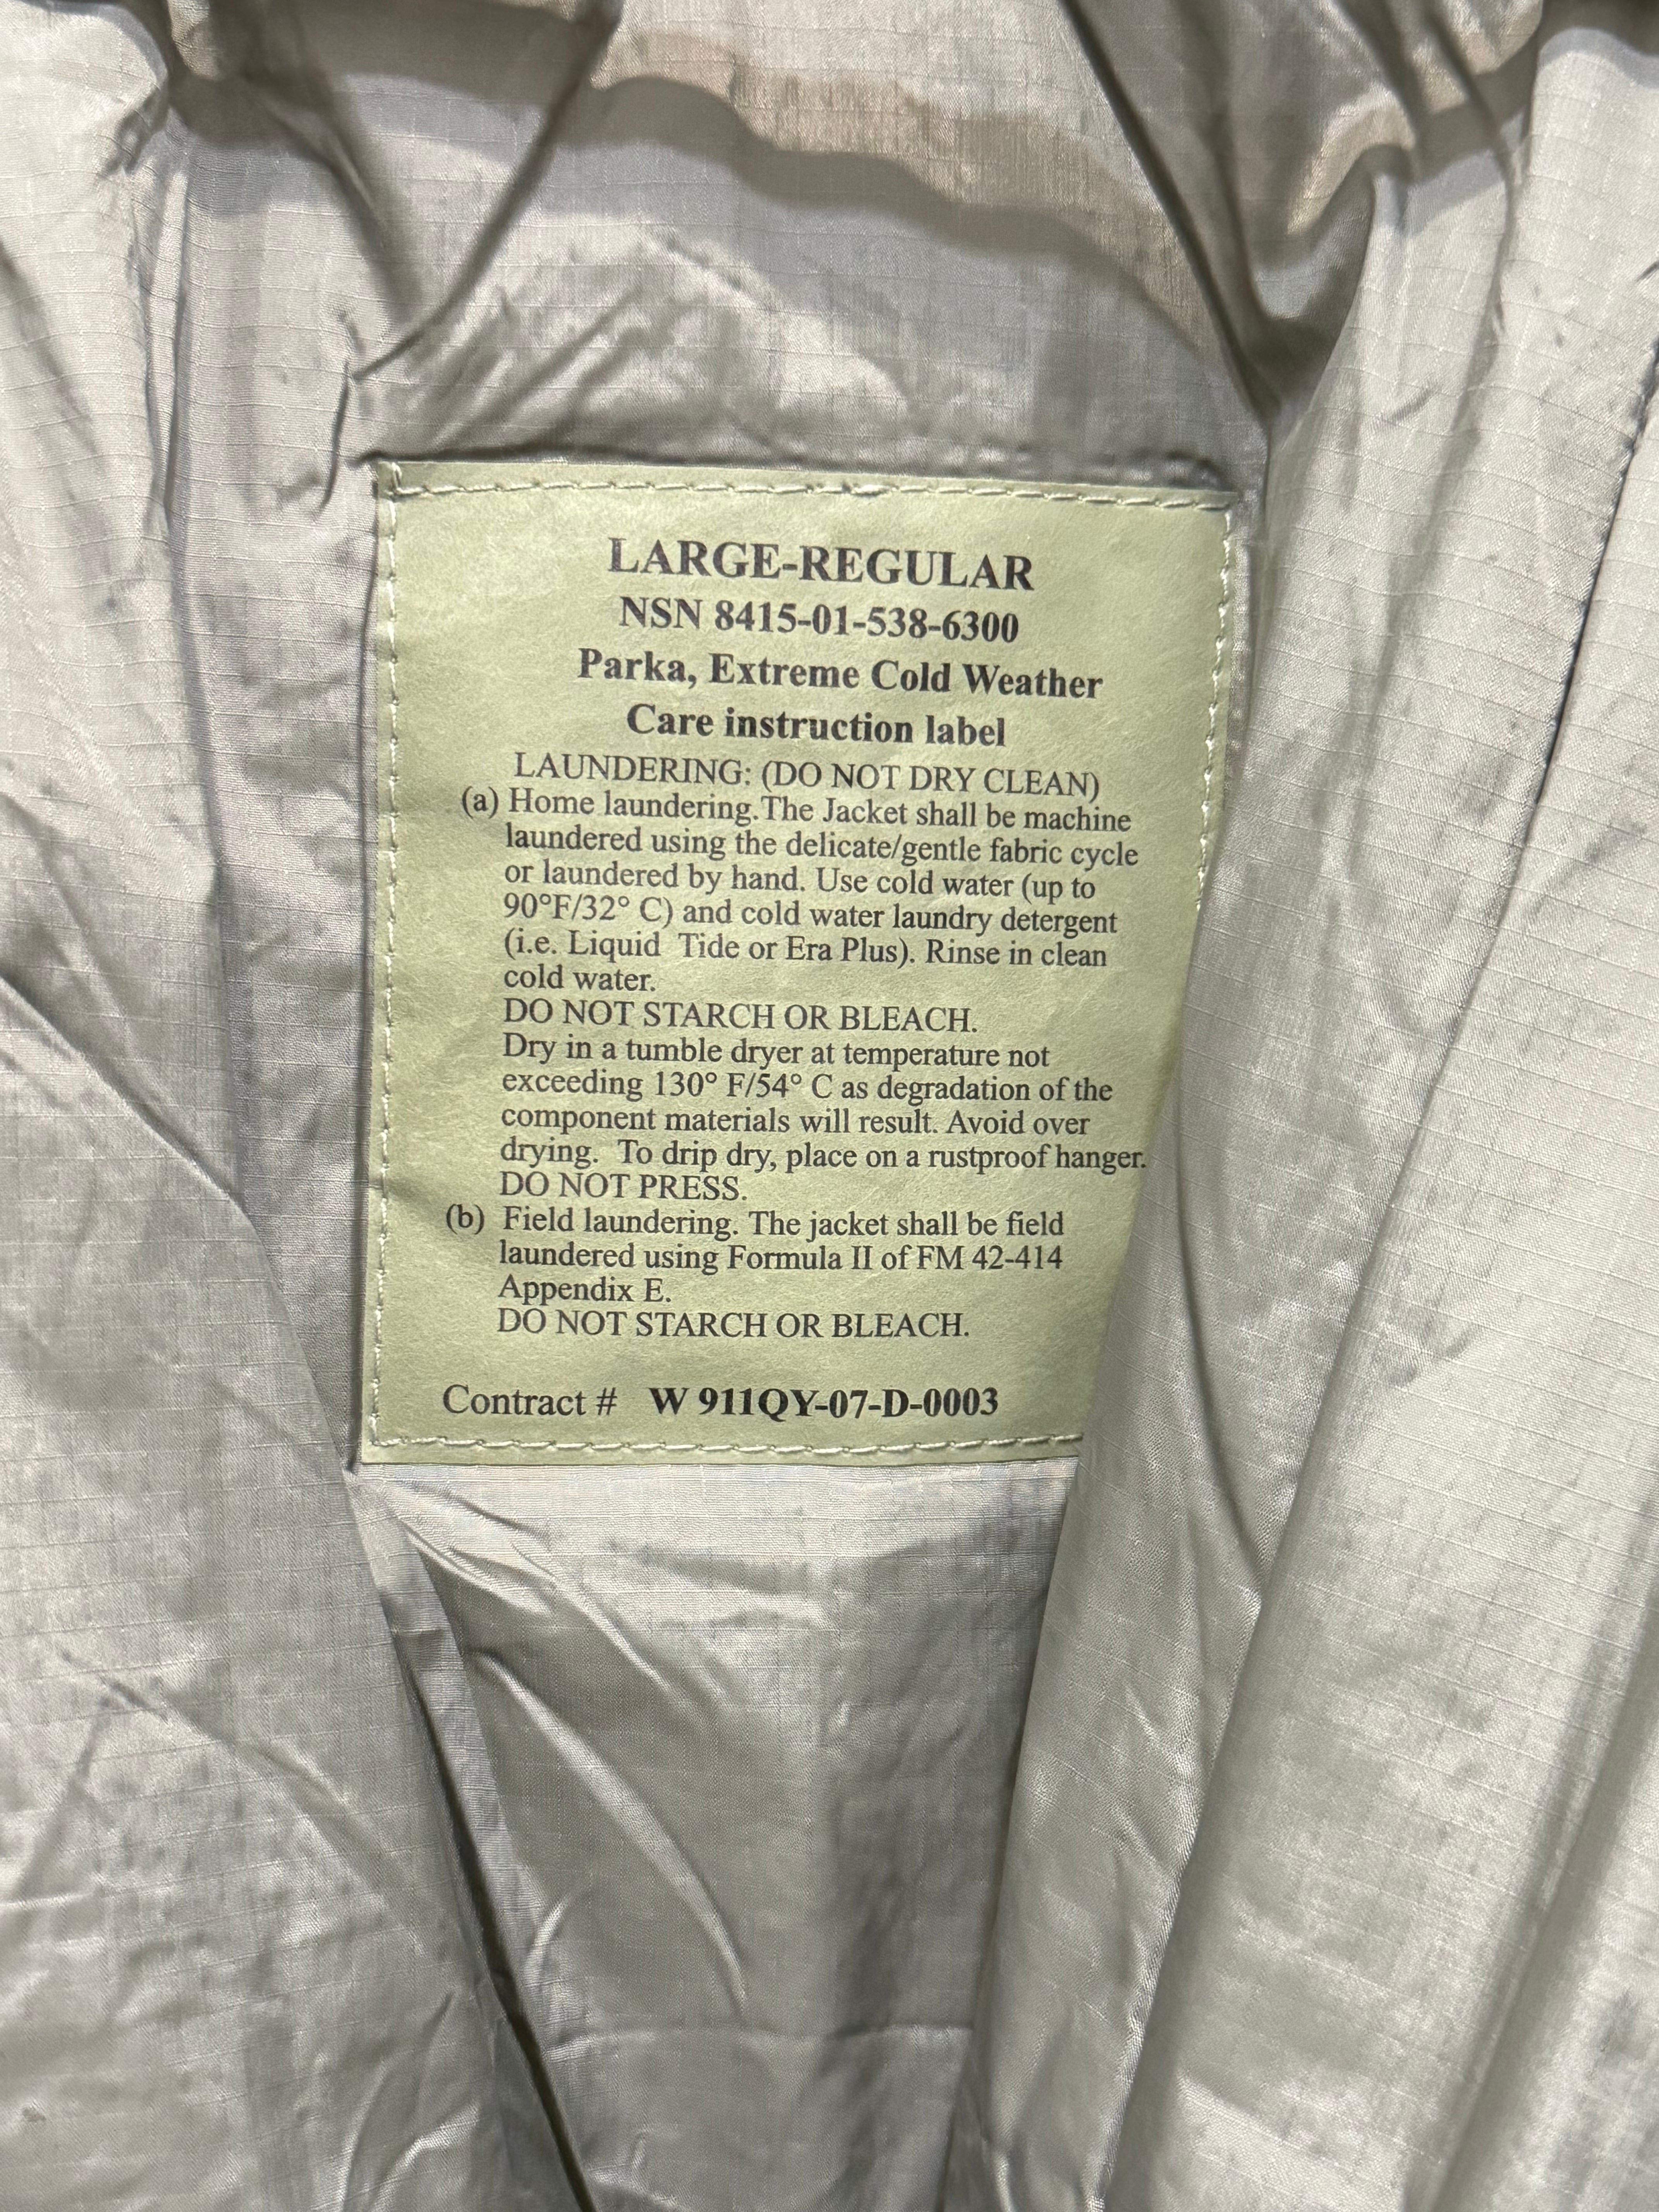 LARGE-REGULAR
NSN 8415-01-538-6300
Parka, Extreme Cold Weather
Care instruction label
LAUNDERING: (DO NOT DRY CLEAN)
(a) Home laundering.The Jacket shall be machine
laundered using the delicate/gentle fabric cycle
or laundered by hand. Use cold water (up to
90°F/32° C) and cold water laundry detergent
(i.e. Liquid  Tide or Era Plus). Rinse in clean
cold water.
DO NOT STARCH OR BLEACH.
Dry in a tumble dryer at temperature not
exceeding 130° F/54° C as degradation of the
component materials will result. Avoid over
drying.  To drip dry, place on a rustproof hanger.
DO NOT PRESS.
(b) Field laundering. The jacket shall be field
laundered using Formula II of FM 42-414
Appendix E.
DO NOT STARCH OR BLEACH.
Contract # W 911QY-07-D-0003